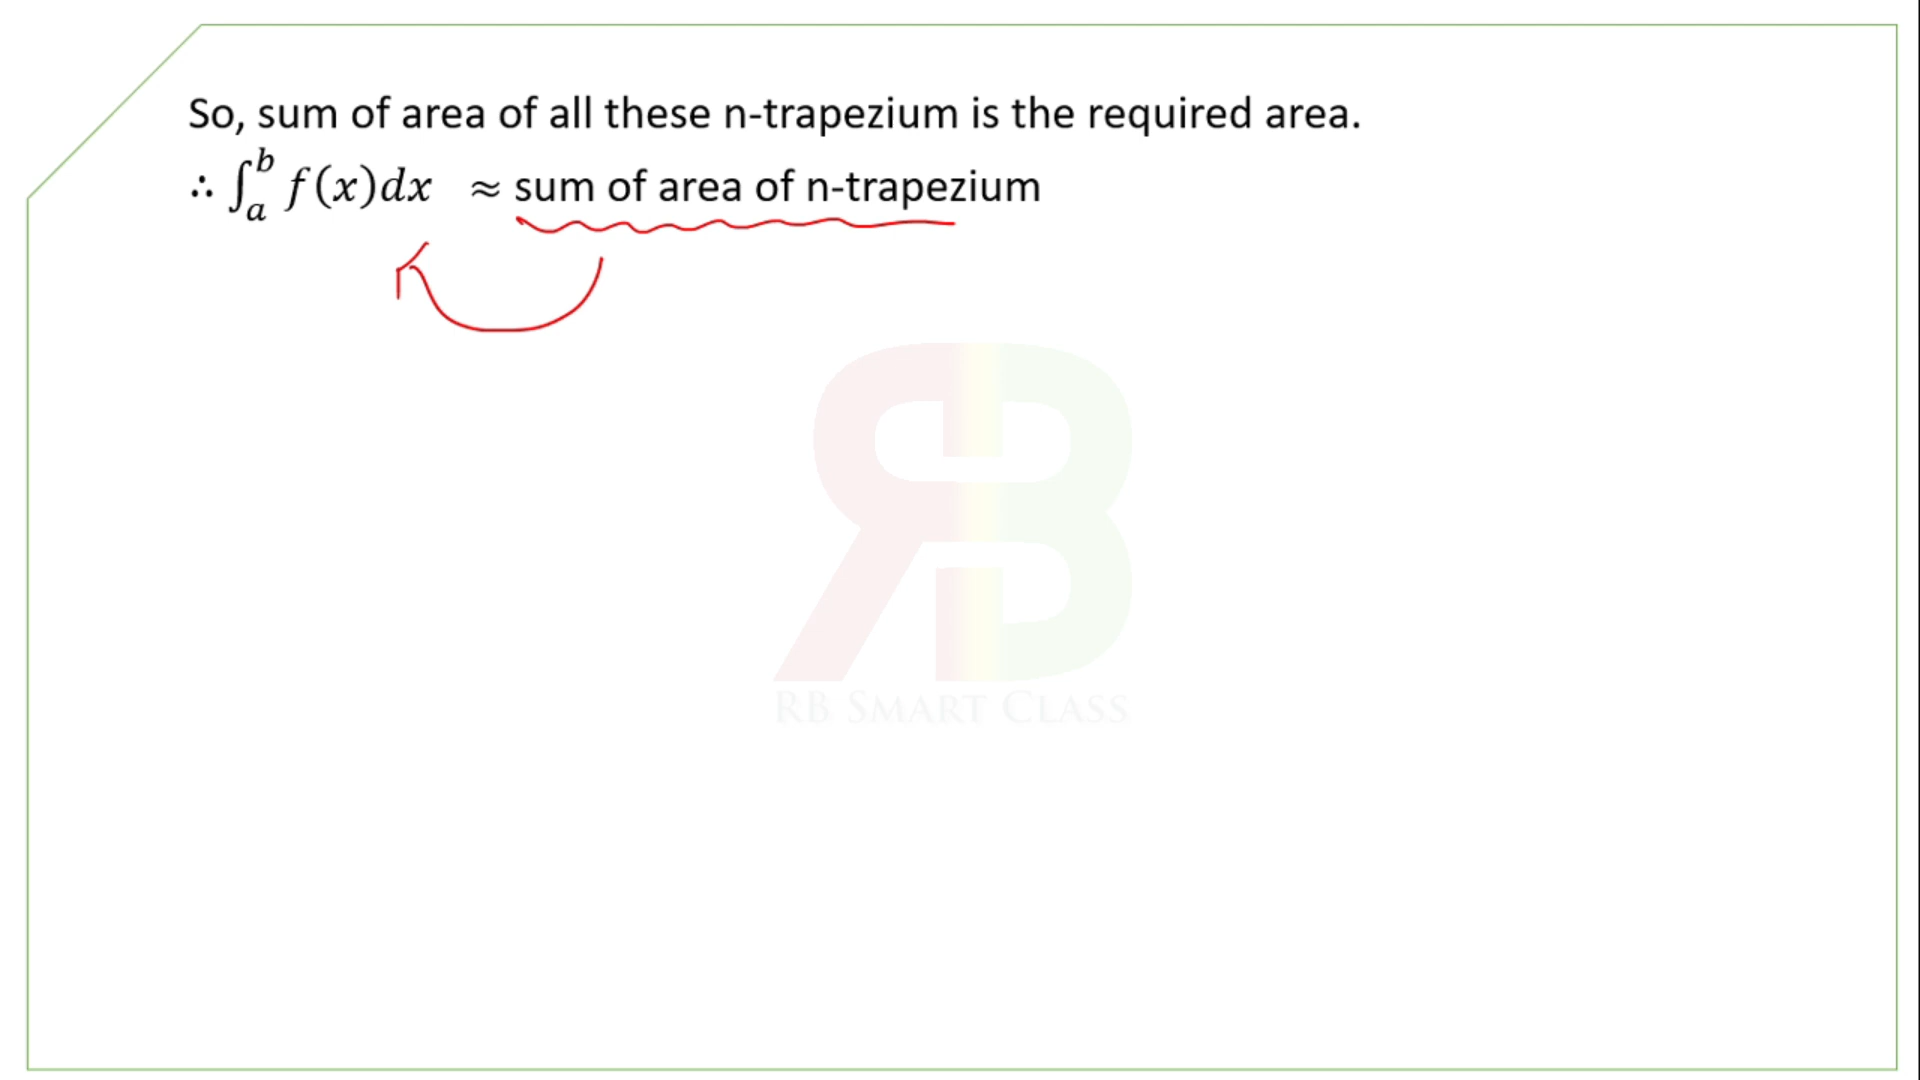 So, sum of area of all these n-trapezium is the required area.
∴ ∫_a^b f(x)dx ≈ sum of area of n-trapezium
RB SMART CLASS